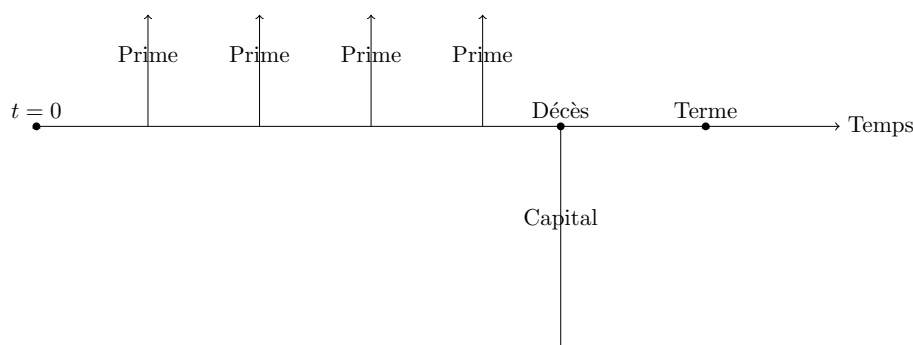 Prime Prime Prime Prime
t = 0 Décès Terme
Temps
Capital